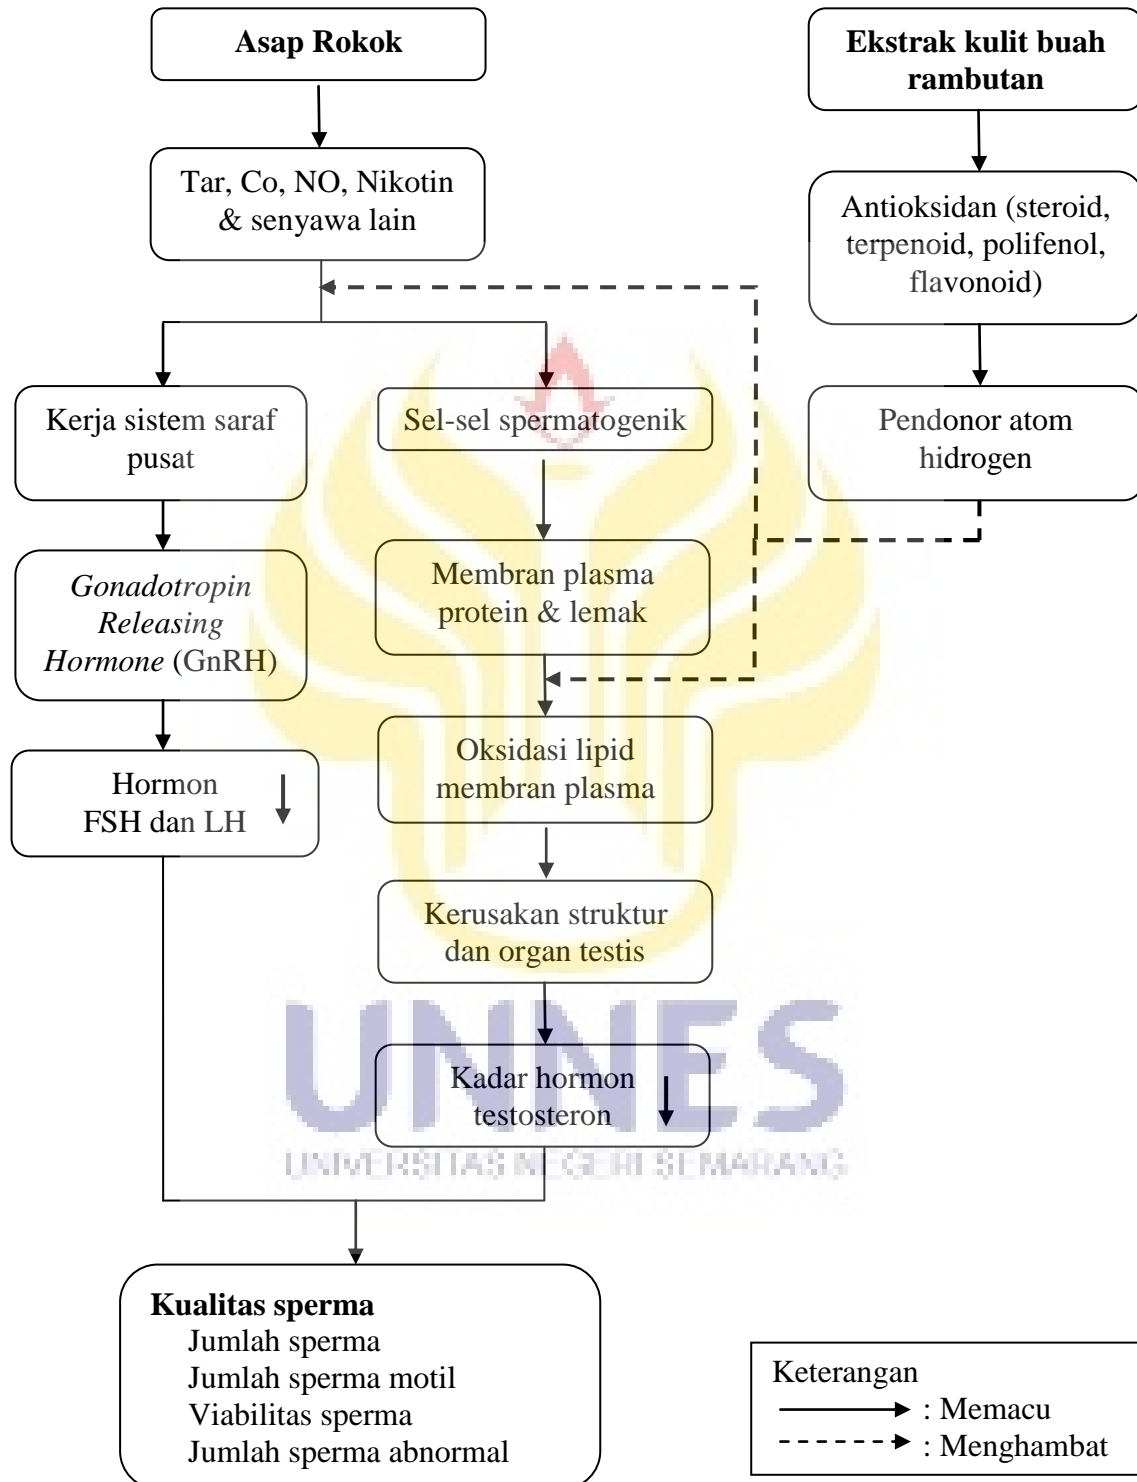 Asap Rokok
Ekstrak kulit buah
rambutan
Tar, Co, NO, Nikotin
& senyawa lain
Antioksidan (steroid,
terpenoid, polifenol,
flavonoid)
Kerja sistem saraf
pusat
Sel-sel spermatogenik
Pendonor atom
hidrogen
Gonadotropin
Releasing
Hormone (GnRH)
Membran plasma
protein & lemak
Hormon
FSH dan LH
Oksidasi lipid
membran plasma
Kerusakan struktur
dan organ testis
UNNES
Kadar hormon
testosteron
UNIVERSITAS NEGERI SEMARANG
Kualitas sperma
Jumlah sperma
Jumlah sperma motil
Viabilitas sperma
Jumlah sperma abnormal
Keterangan
: Memacu
: Menghambat